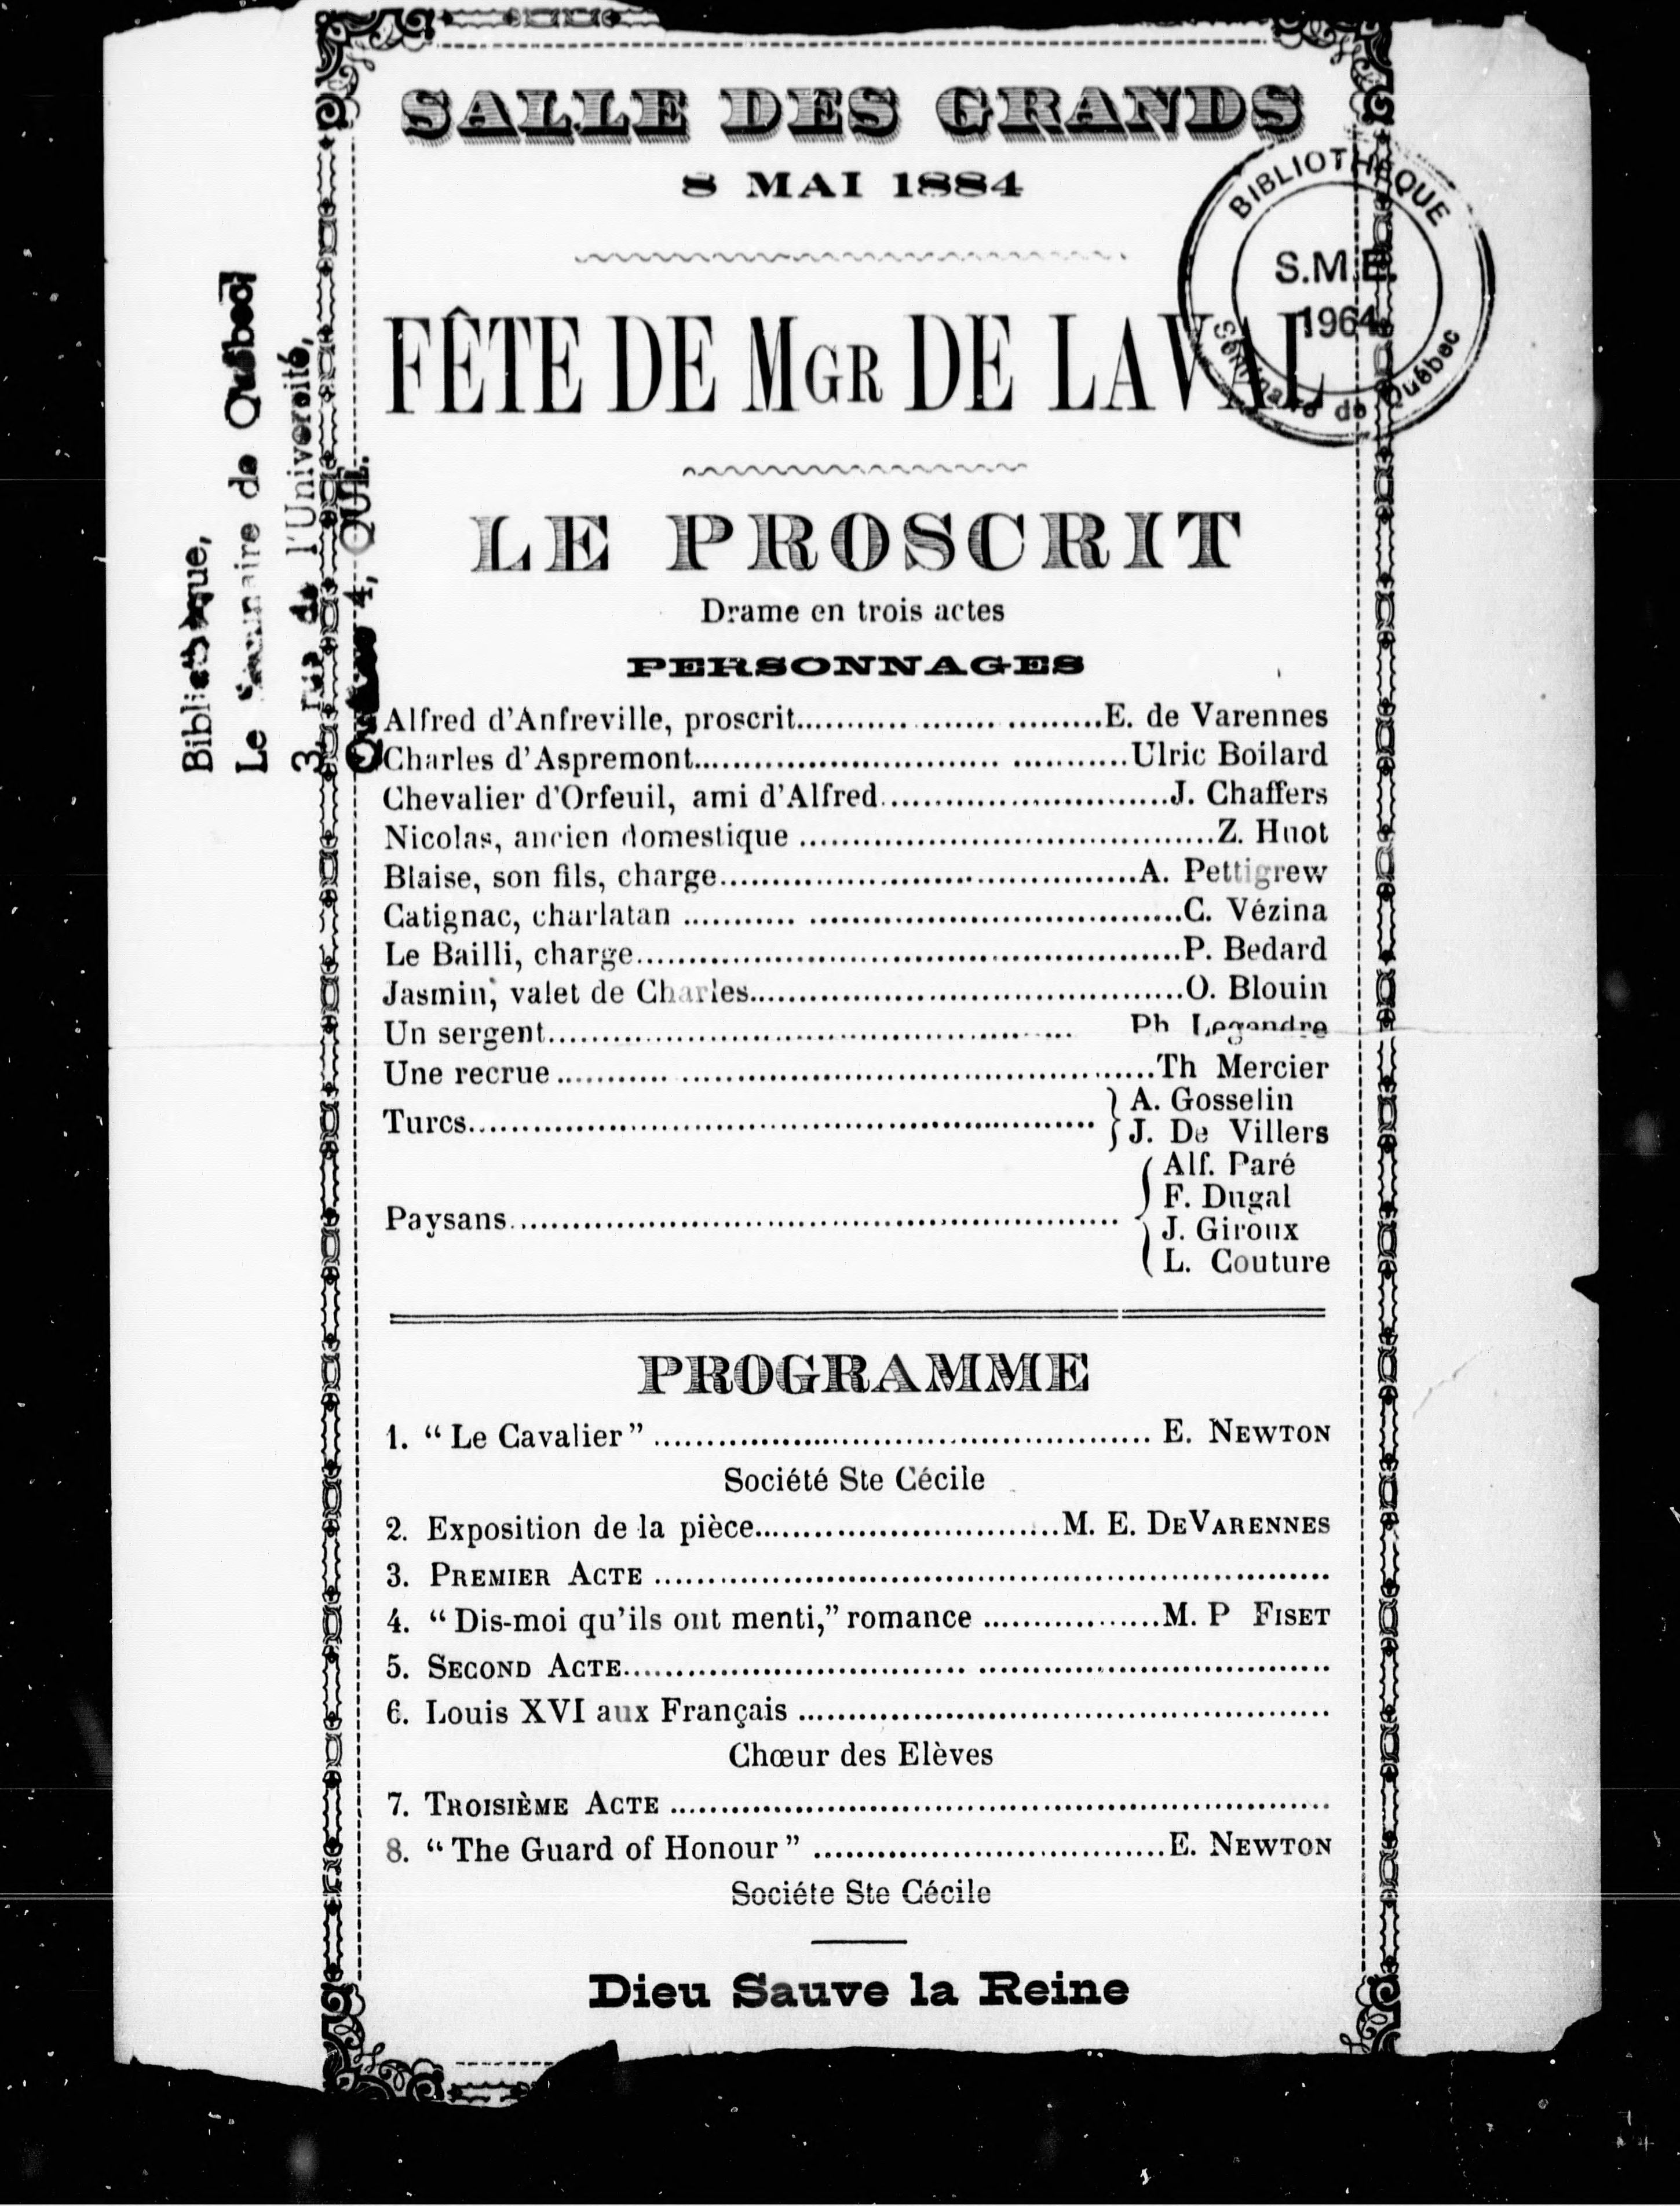 SALLE DES GRANDS
8 MAI 1884
BIBLIOTHÈQUE
S.M.E.
1964
Séminaire de Québec
FÊTE DE MGR DE LAVAL
Bibliothèque,
Le Séminaire de Québec,
3, rue de l'Université,
4, QUÉ.
LE PROSCRIT
Drame en trois actes
PERSONNAGES
Alfred d'Anfreville, proscrit............................E. de Varennes
Charles d'Aspremont........................................Ulric Boilard
Chevalier d'Orfeuil, ami d'Alfred............................J. Chaffers
Nicolas, ancien domestique ........................................Z. Huot
Blaise, son fils, charge........................................A. Pettigrew
Catignac, charlatan ................................................C. Vézina
Le Bailli, charge....................................................P. Bedard
Jasmin, valet de Charles..........................................O. Blouin
Un sergent.................................................. Ph Legendre
Une recrue..........................................................Th Mercier
Turcs............................................................ } A. Gosselin
J. De Villers
Alf. Paré
F. Dugal
Paysans............................................................ J. Giroux
L. Couture
PROGRAMME
1. “Le Cavalier” ................................................ E. NEWTON
Société Ste Cécile
2. Exposition de la pièce.............................M. E. DEVARENNES
3. PREMIER ACTE ................................................................
4. “Dis-moi qu'ils ont menti,” romance .................M. P FISET
5. SECOND ACTE..................................................................
6. Louis XVI aux Français ...................................................
Chœur des Elèves
7. TROISIÈME ACTE ...............................................................
8. “The Guard of Honour” ..................................E. NEWTON
Sociéte Ste Cécile
Dieu Sauve la Reine